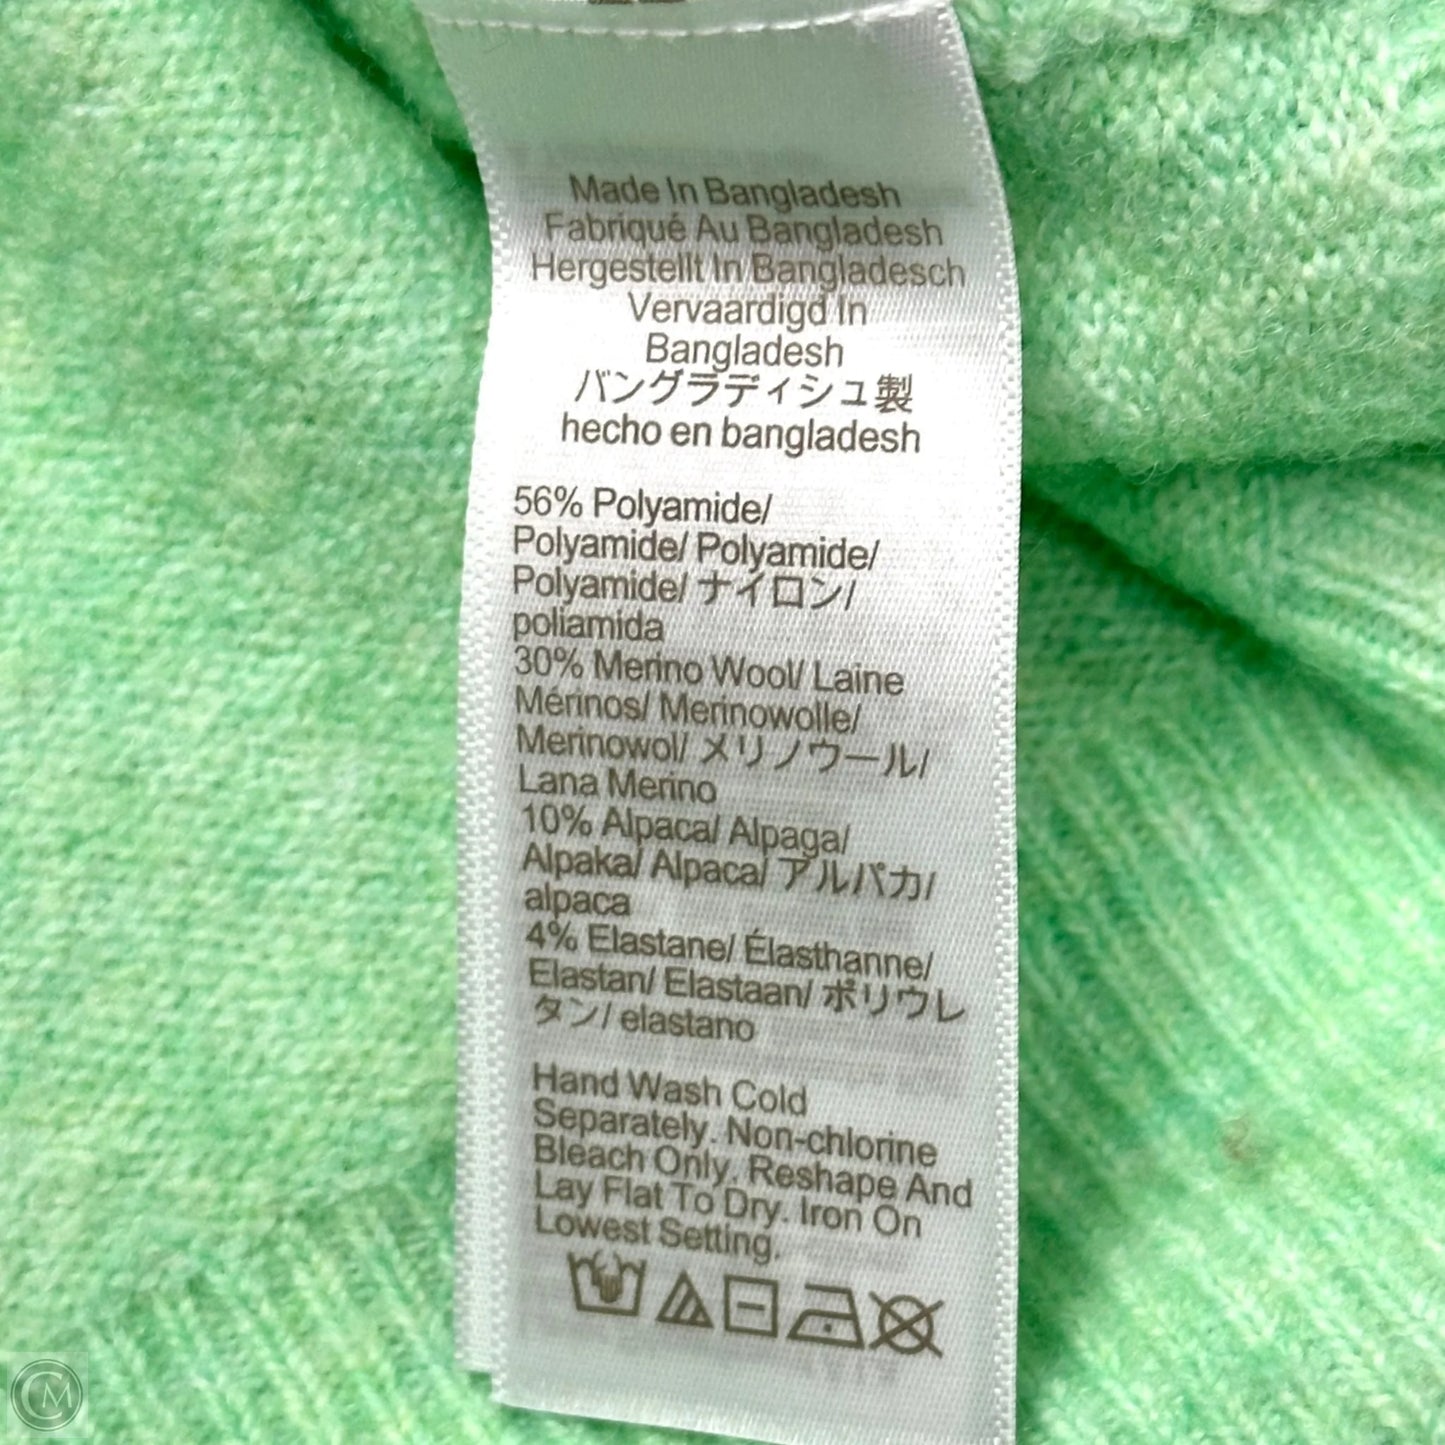 Made In Bangladesh
Fabriqué Au Bangladesh
Hergestellt In Bangladesch
Vervaardigd In
Bangladesh
バングラディシュ製
hecho en bangladesh
56% Polyamide/
Polyamide/ Polyamide/
Polyamide/ ナイロン/
poliamida
30% Merino Wool/ Laine
Mérinos/ Merinowolle/
Merinowol/ メリノウール/
Lana Merino
10% Alpaca/ Alpaga/
Alpaka/ Alpaca/ アルパカ/
alpaca
4% Elastane/ Élasthanne/
Elastan/ Elastaan/ ポリウレ
タン/ elastano
Hand Wash Cold
Separately. Non-chlorine
Bleach Only. Reshape And
Lay Flat To Dry. Iron On
Lowest Setting.
CM